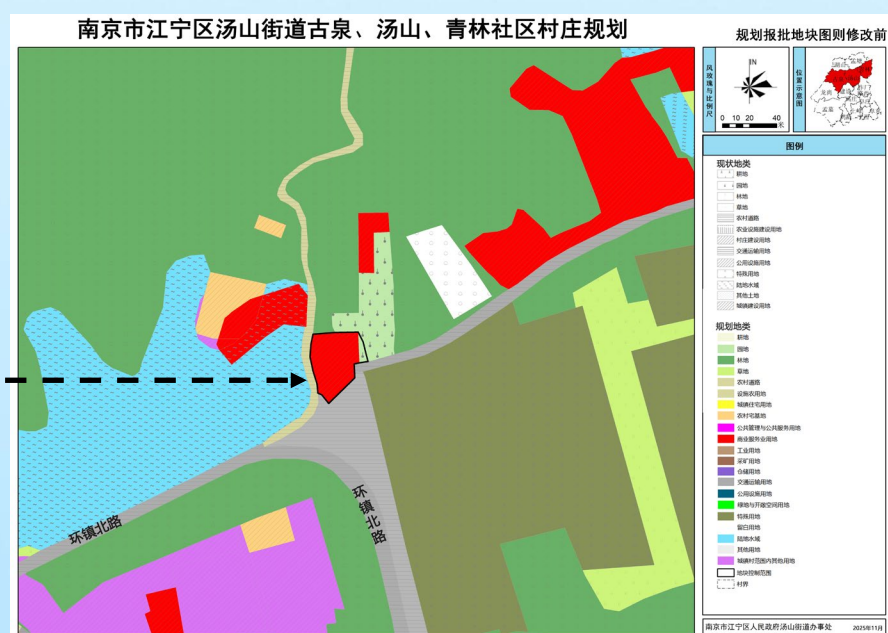 南京市江宁区汤山街道古泉、汤山、青林社区村庄规划
规划报批地块图则修改前
风玫瑰与比例尺
N
0 10 20 40
米
位置示意图
图例
现状地类
耕地
园地
林地
草地
农村道路
农业设施建设用地
村庄建设用地
交通运输用地
公用设施用地
特殊用地
陆地水域
其他土地
城镇建设用地
规划地类
耕地
园地
林地
草地
农村道路
设施农用地
城镇住宅用地
农村宅基地
公共管理与公共服务用地
商业服务业用地
工业用地
采矿用地
仓储用地
交通运输用地
公用设施用地
绿地与开敞空间用地
特殊用地
留白用地
陆地水域
其他用地
城镇村范围内其他用地
地块控制范围
村界
环镇北路
环镇北路
南京市江宁区人民政府汤山街道办事处
2025年11月